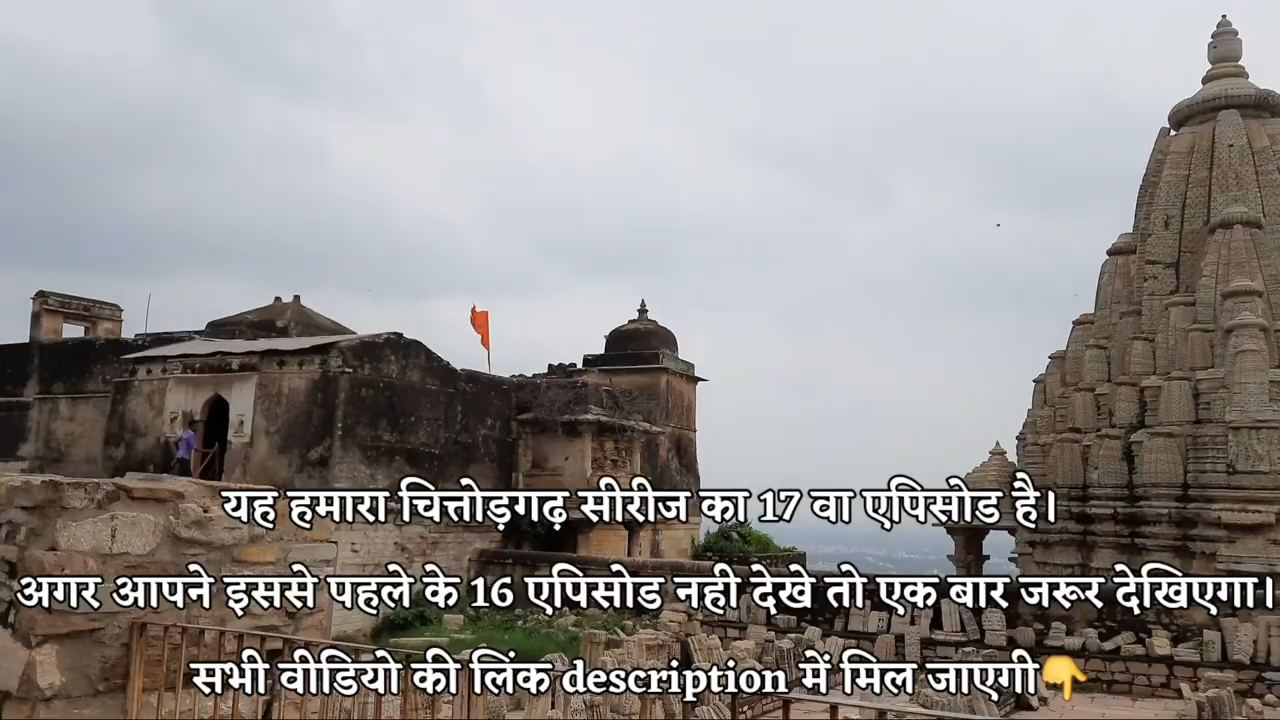 यह हमारा चित्तोड़गढ़ सीरीज का 17 वा एपिसोड है।
अगर आपने इससे पहले के 16 एपिसोड नही देखे तो एक बार जरूर देखिएगा।
सभी वीडियो की लिंक description में मिल जाएगी👇